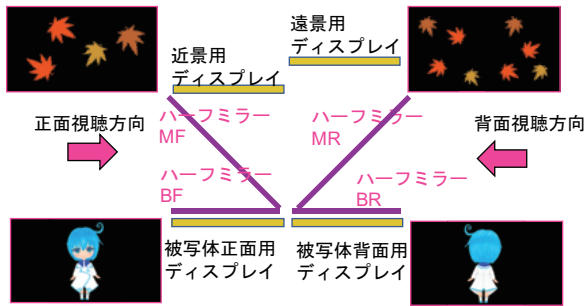 近景用
ディスプレイ
遠景用
ディスプレイ
正面視聴方向
ハーフミラー
MF
ハーフミラー
MR
背面視聴方向
ハーフミラー
BF
ハーフミラー
BR
被写体正面用
ディスプレイ
被写体背面用
ディスプレイ